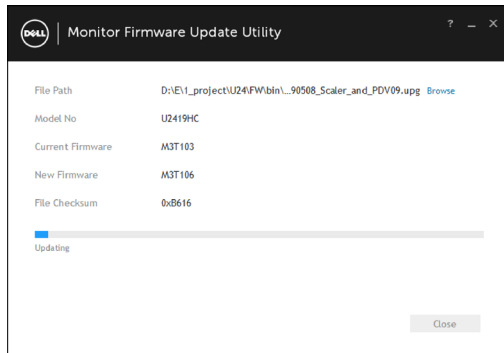 DELL Monitor Firmware Update Utility ? _ X
File Path D:\E\1_project\U24\FW\bin\...90508_Scaler_and_PDV09.upg Browse
Model No U2419HC
Current Firmware M3T103
New Firmware M3T106
File Checksum 0xB616
Updating
Close